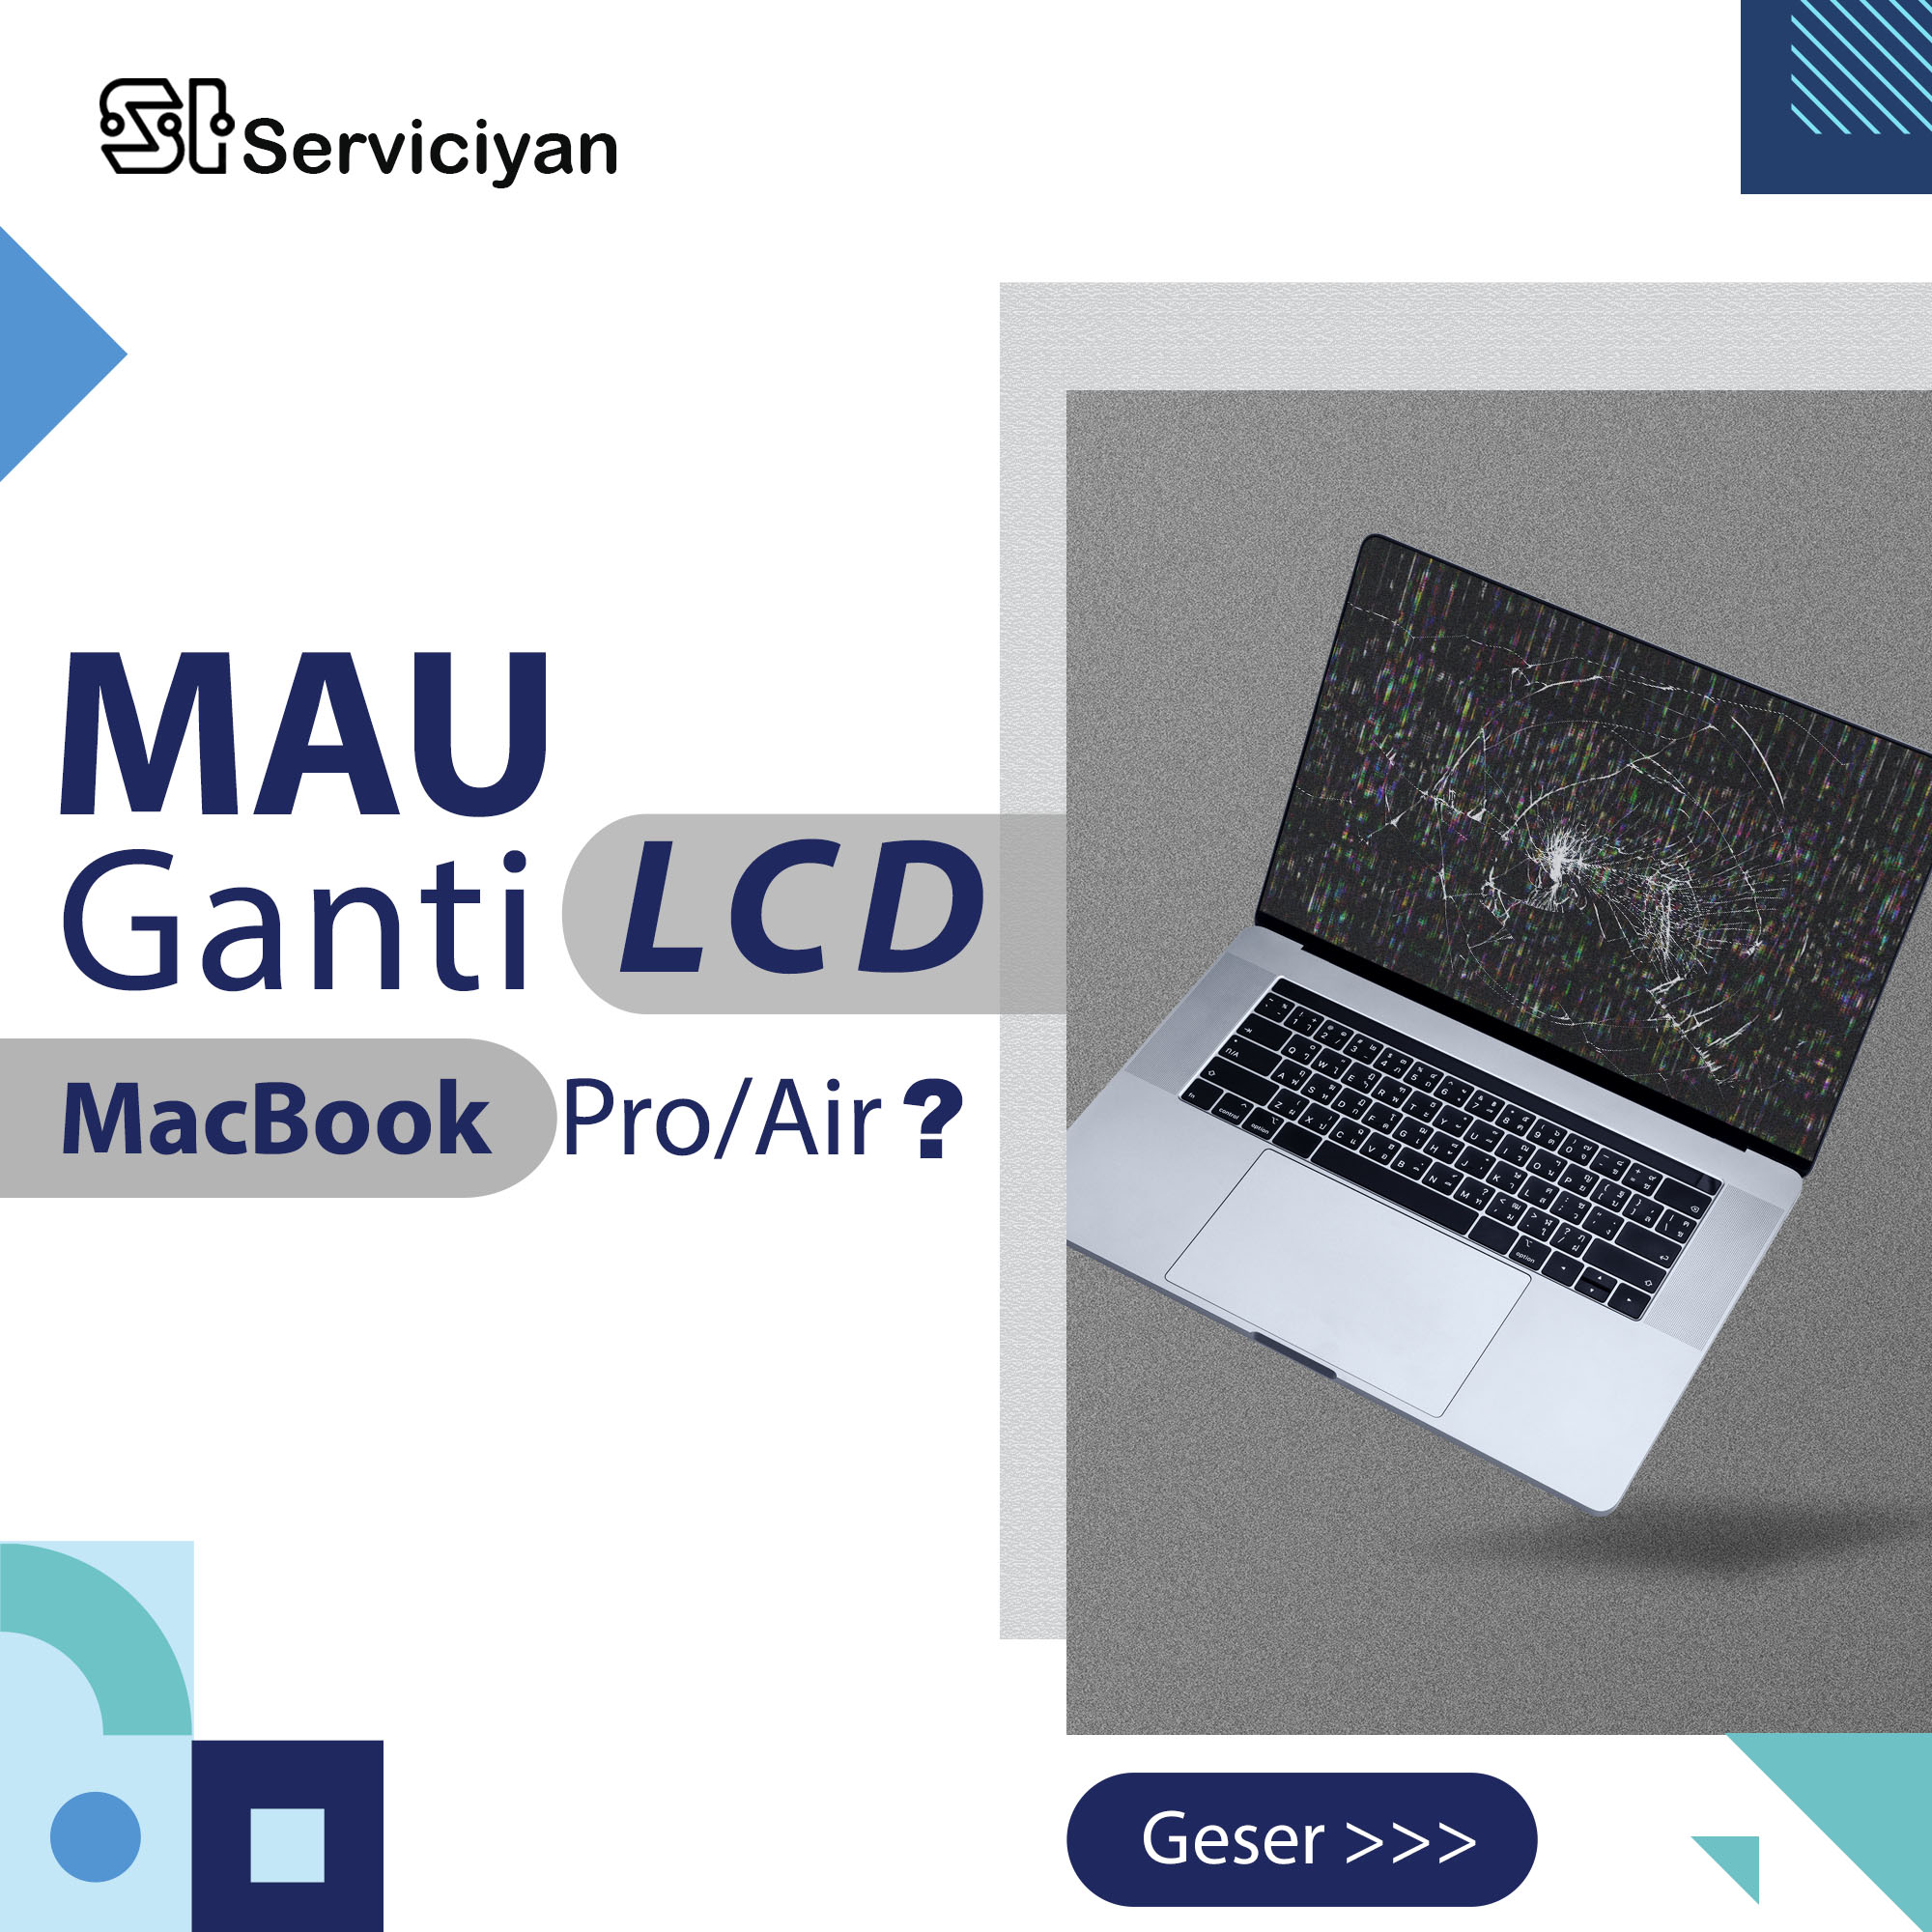 Serviciyan
MAU
Ganti LCD
MacBook Pro/Air ?
Geser >>>